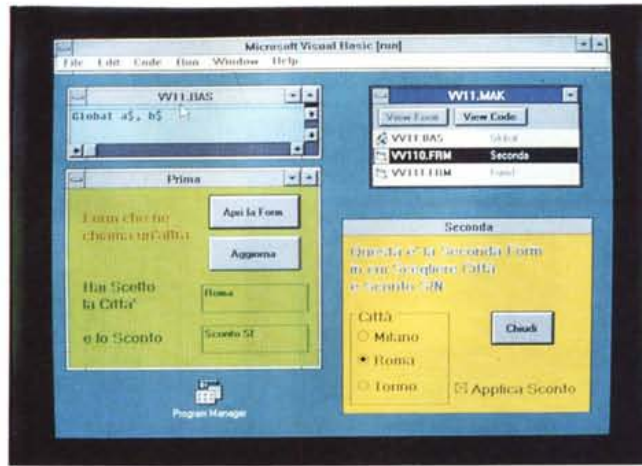 Microsoft Visual Basic [run]
File Edit Code Run Window Help
VV11.BAS
Global a$, b$
VV11.MAK
View Form View Code
VV11.BAS Global
VV110.FRM Seconda
VV111.FRM
Prima
Form che ne
chiama un'altra
Apri la Form
Aggiorna
Hai Scelto
la Citta'
Roma
e lo Sconto
Sconto SI
Program Manager
Seconda
Questa e' la Seconda Form
in cui Scegliere Città
e Sconto S/N
Città
Milano
Roma
Torino
Chiudi
Applica Sconto